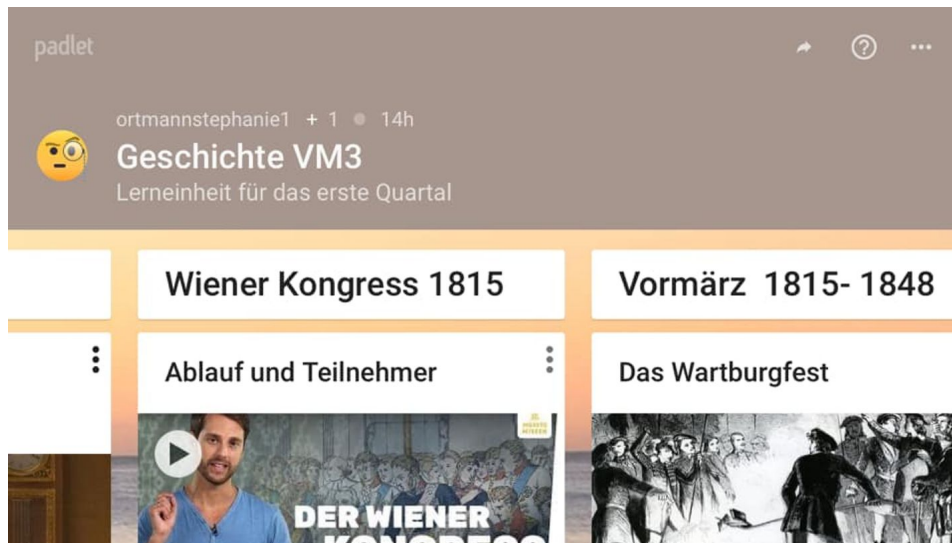 padlet
ortmannstephanie1 + 1 14h
Geschichte VM3
Lerneinheit für das erste Quartal
Wiener Kongress 1815
Vormärz 1815- 1848
Ablauf und Teilnehmer
Das Wartburgfest
DER WIENER
KONGRESS